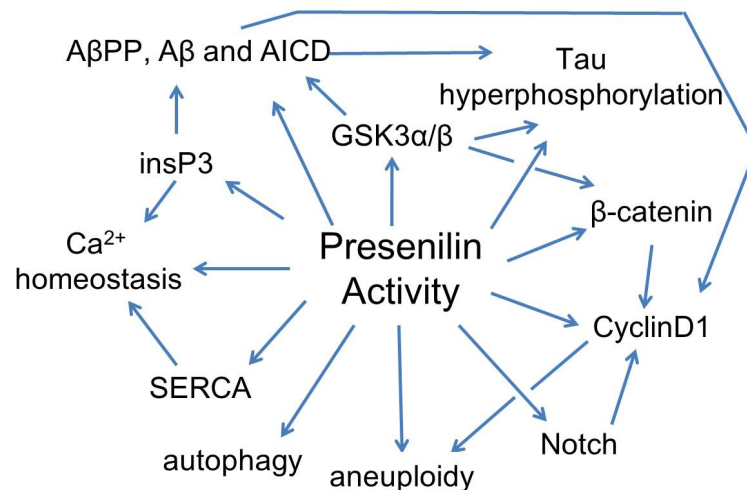 AβPP, Aβ and AICD
Tau
hyperphosphorylation
GSK3α/β
insP3
β-catenin
Ca²⁺
homeostasis
Presenilin
Activity
CyclinD1
SERCA
Notch
autophagy
aneuploidy